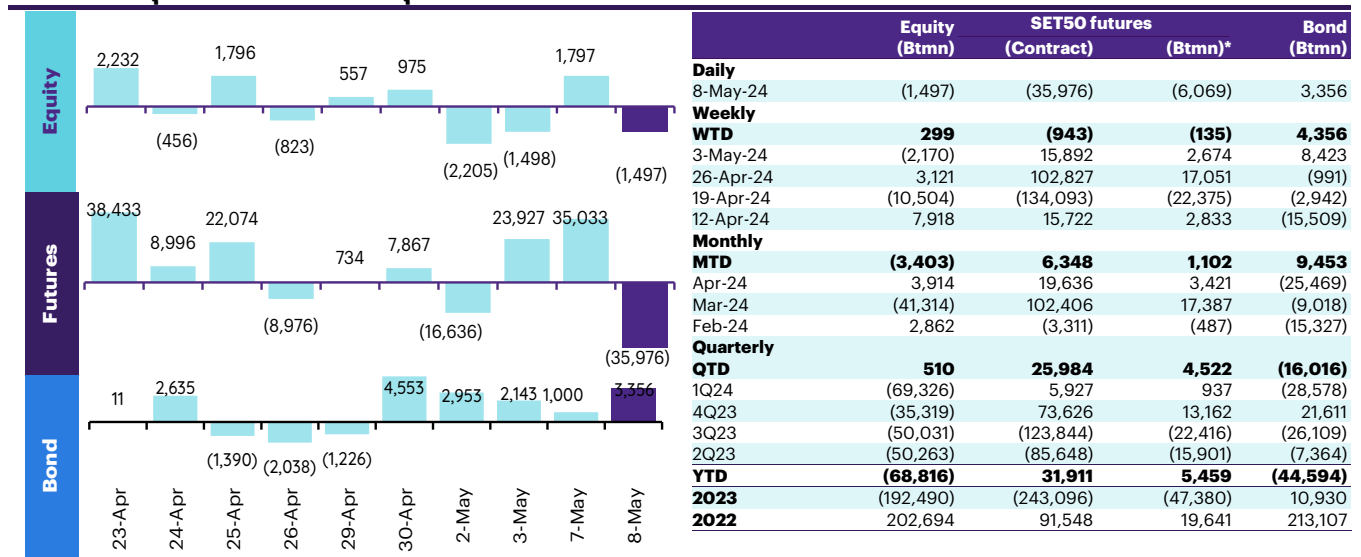 Equity
2,232
(456)
1,796
(823)
557
975
(2,205)
(1,498)
1,797
(1,497)
Futures
38,433
8,996
22,074
(8,976)
734
7,867
(16,636)
23,927
35,033
(35,976)
Bond
11
2,635
(1,390)
(2,038)
(1,226)
4,553
2,953
2,143
1,000
3,356
23-Apr
24-Apr
25-Apr
26-Apr
29-Apr
30-Apr
2-May
3-May
7-May
8-May
Equity SET50 futures Bond
(Btmn) (Contract) (Btmn)* (Btmn)
Daily
8-May-24 (1,497) (35,976) (6,069) 3,356
Weekly
WTD 299 (943) (135) 4,356
3-May-24 (2,170) 15,892 2,674 8,423
26-Apr-24 3,121 102,827 17,051 (991)
19-Apr-24 (10,504) (134,093) (22,375) (2,942)
12-Apr-24 7,918 15,722 2,833 (15,509)
Monthly
MTD (3,403) 6,348 1,102 9,453
Apr-24 3,914 19,636 3,421 (25,469)
Mar-24 (41,314) 102,406 17,387 (9,018)
Feb-24 2,862 (3,311) (487) (15,327)
Quarterly
QTD 510 25,984 4,522 (16,016)
1Q24 (69,326) 5,927 937 (28,578)
4Q23 (35,319) 73,626 13,162 21,611
3Q23 (50,031) (123,844) (22,416) (26,109)
2Q23 (50,263) (85,648) (15,901) (7,364)
YTD (68,816) 31,911 5,459 (44,594)
2023 (192,490) (243,096) (47,380) 10,930
2022 202,694 91,548 19,641 213,107